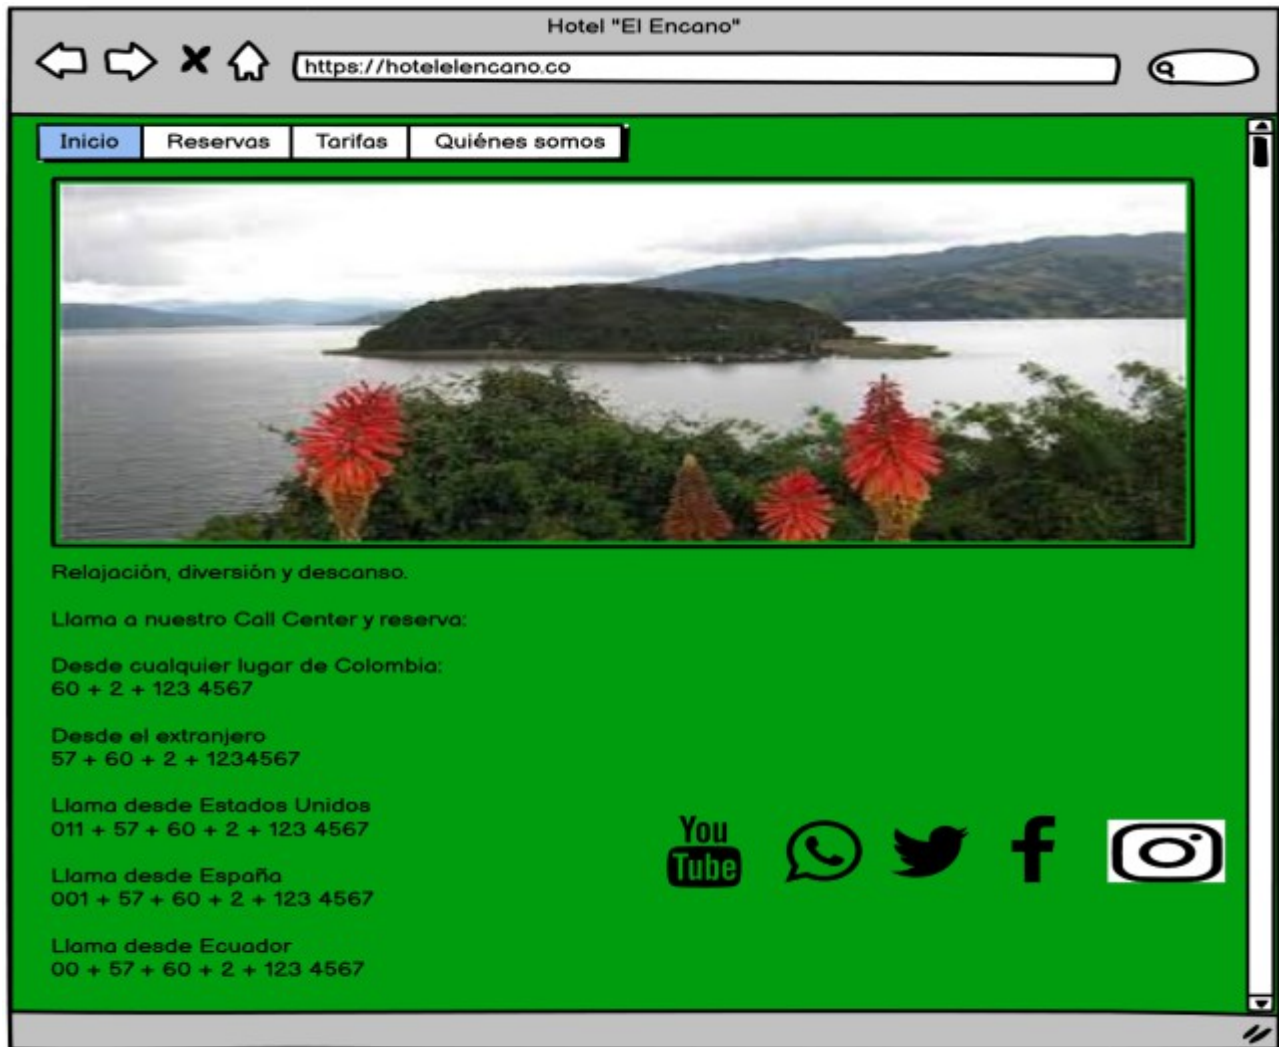 Hotel "El Encano"
https://hotelelencano.co
Inicio Reservas Tarifas Quiénes somos
Relajación, diversión y descanso.
Llama a nuestro Call Center y reserva:
Desde cualquier lugar de Colombia:
60 + 2 + 123 4567
Desde el extranjero
57 + 60 + 2 + 1234567
Llama desde Estados Unidos
011 + 57 + 60 + 2 + 123 4567
Llama desde España
001 + 57 + 60 + 2 + 123 4567
Llama desde Ecuador
00 + 57 + 60 + 2 + 123 4567
You
Tube